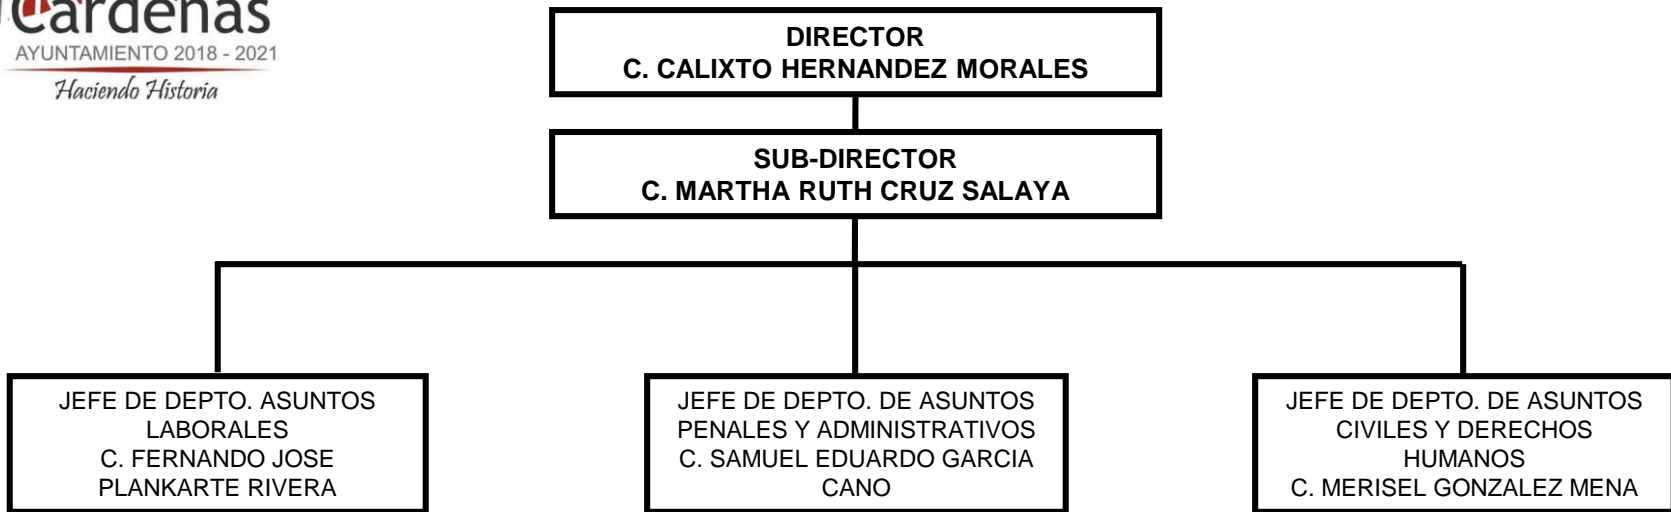 Cárdenas
AYUNTAMIENTO 2018 - 2021
Haciendo Historia
DIRECTOR
C. CALIXTO HERNANDEZ MORALES
SUB-DIRECTOR
C. MARTHA RUTH CRUZ SALAYA
JEFE DE DEPTO. ASUNTOS
LABORALES
C. FERNANDO JOSE
PLANKARTE RIVERA
JEFE DE DEPTO. DE ASUNTOS
PENALES Y ADMINISTRATIVOS
C. SAMUEL EDUARDO GARCIA
CANO
JEFE DE DEPTO. DE ASUNTOS
CIVILES Y DERECHOS
HUMANOS
C. MERISEL GONZALEZ MENA